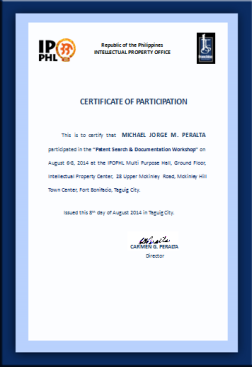 IP
PHL
Republic of the Philippines
INTELLECTUAL PROPERTY OFFICE
CERTIFICATE OF PARTICIPATION
This is to certify that MICHAEL JORGE M. PERALTA
participated in the "Patent Search & Documentation Workshop" on
August 6-8, 2014 at the IPOPHL Multi Purpose Hall, Ground Floor,
Intellectual Property Center, 28 Upper McKinley Road, McKinley Hill
Town Center, Fort Bonifacio, Taguig City.
Issued this 8th day of August 2014 in Taguig City.
CARMEN G. PERALTA
Director